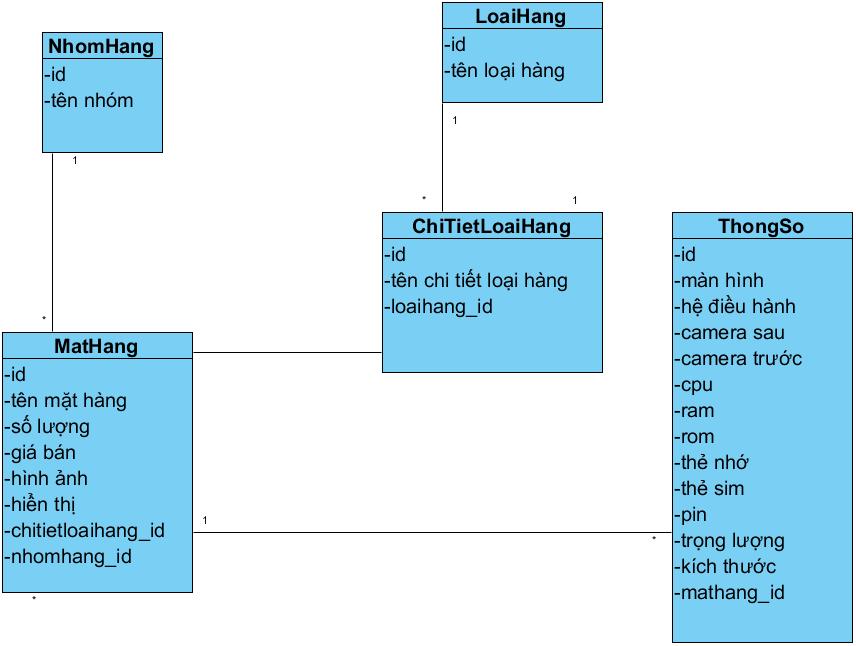 LoaiHang
-id
-tên loại hàng
1
NhomHang
-id
-tên nhóm
1
*
1
ChiTietLoaiHang
-id
-tên chi tiết loại hàng
-loaihang_id
ThongSo
-id
-màn hình
-hệ điều hành
-camera sau
-camera trước
-cpu
-ram
-rom
-thẻ nhớ
-thẻ sim
-pin
-trọng lượng
-kích thước
-mathang_id
*
MatHang
-id
-tên mặt hàng
-số lượng
-giá bán
-hình ảnh
-hiển thị
-chitietloaihang_id
-nhomhang_id
1
*
*